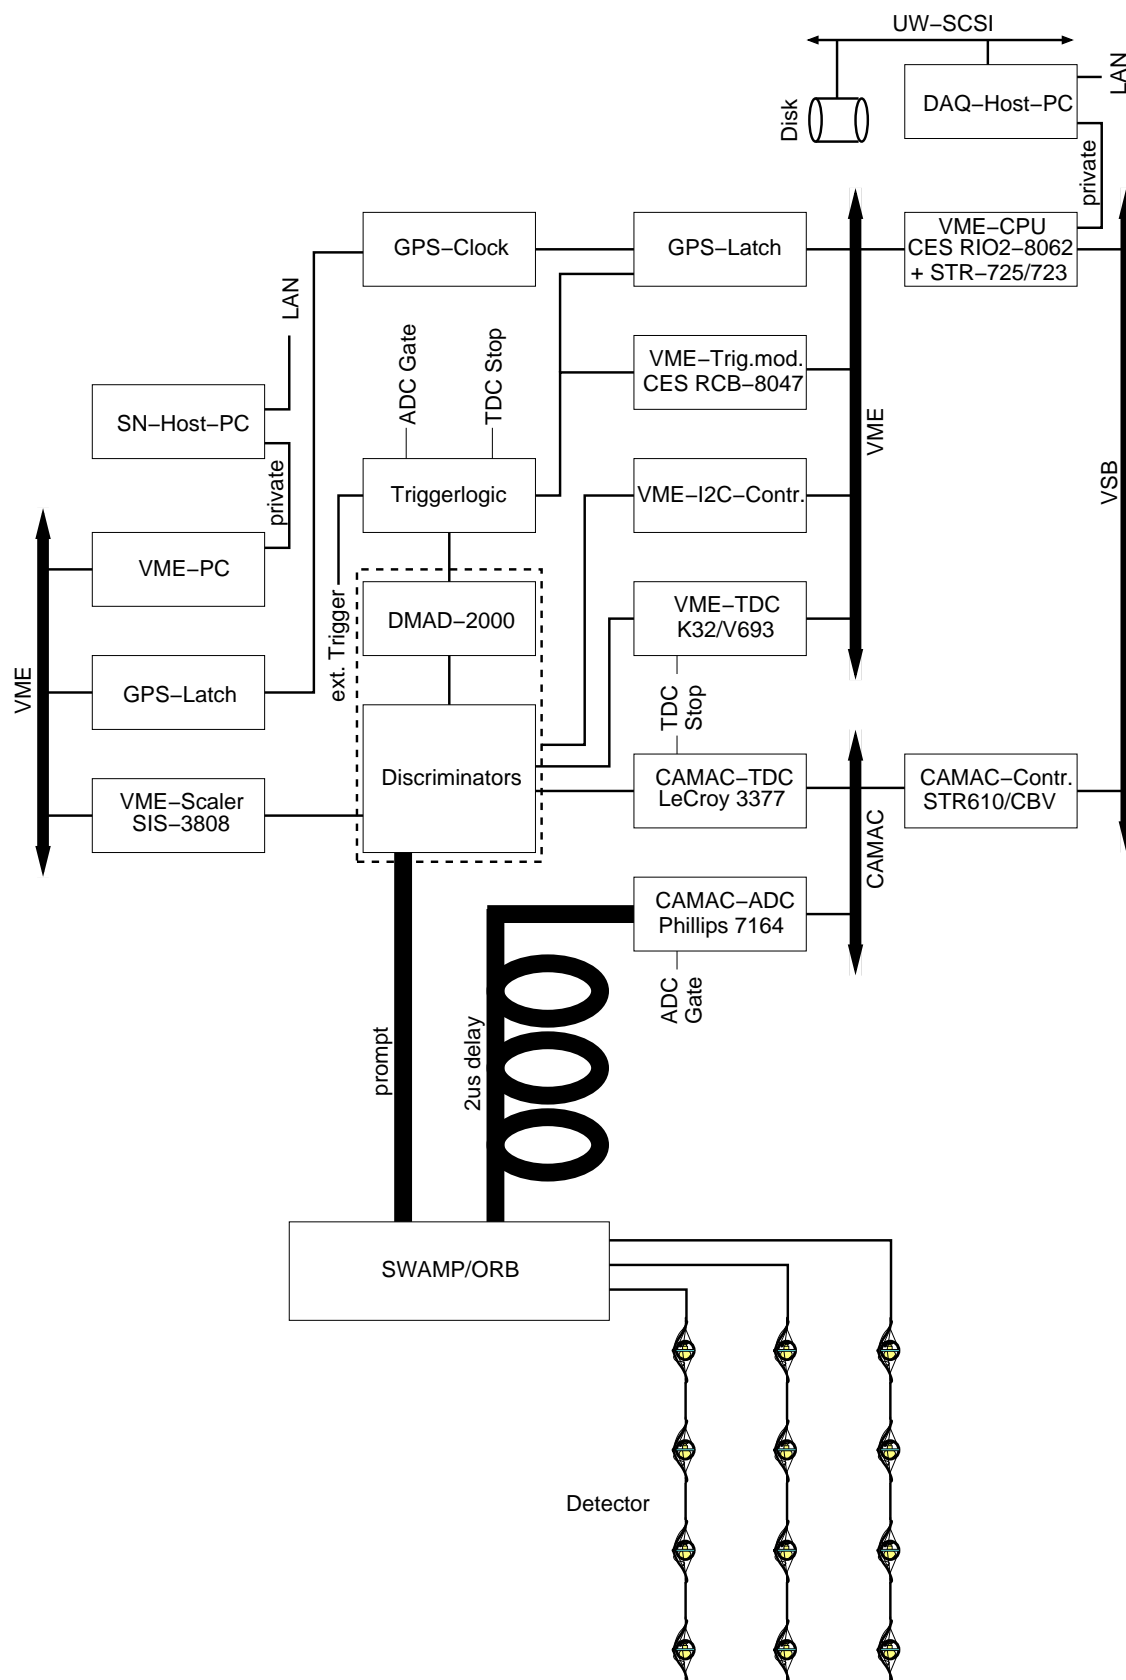 UW−SCSI
LAN
DAQ−Host−PC
Disk
private
GPS−Clock
GPS−Latch
VME−CPU
CES RIO2−8062
+ STR−725/723
LAN
ADC Gate
TDC Stop
VME−Trig.mod.
CES RCB−8047
SN−Host−PC
VME
private
Triggerlogic
VME−I2C−Contr.
VSB
VME−PC
DMAD−2000
VME−TDC
K32/V693
ext. Trigger
VME
GPS−Latch
TDC
Stop
Discriminators
CAMAC−TDC
LeCroy 3377
CAMAC−Contr.
STR610/CBV
VME−Scaler
SIS−3808
CAMAC
CAMAC−ADC
Phillips 7164
ADC
Gate
prompt
2us delay
SWAMP/ORB
Detector